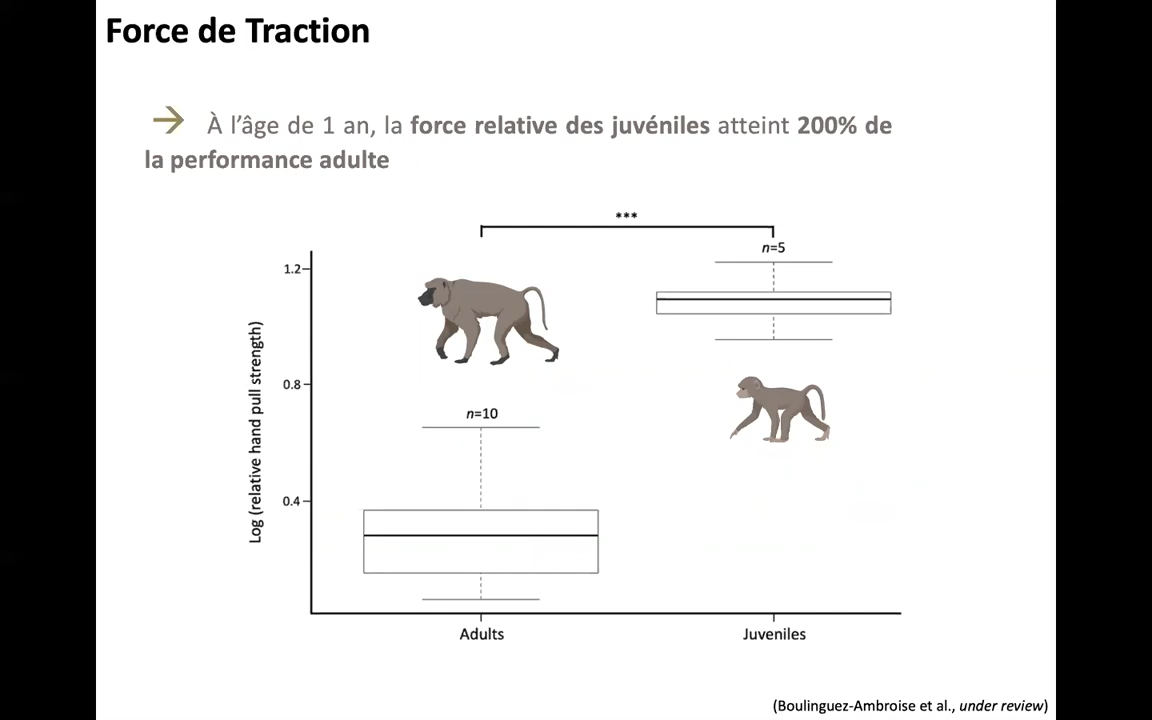 Force de Traction
→ À l’âge de 1 an, la force relative des juvéniles atteint 200% de
la performance adulte
***
n=5
1.2
0.8
n=10
0.4
Log (relative hand pull strength)
Adults
Juveniles
(Boulinguez-Ambroise et al., under review)